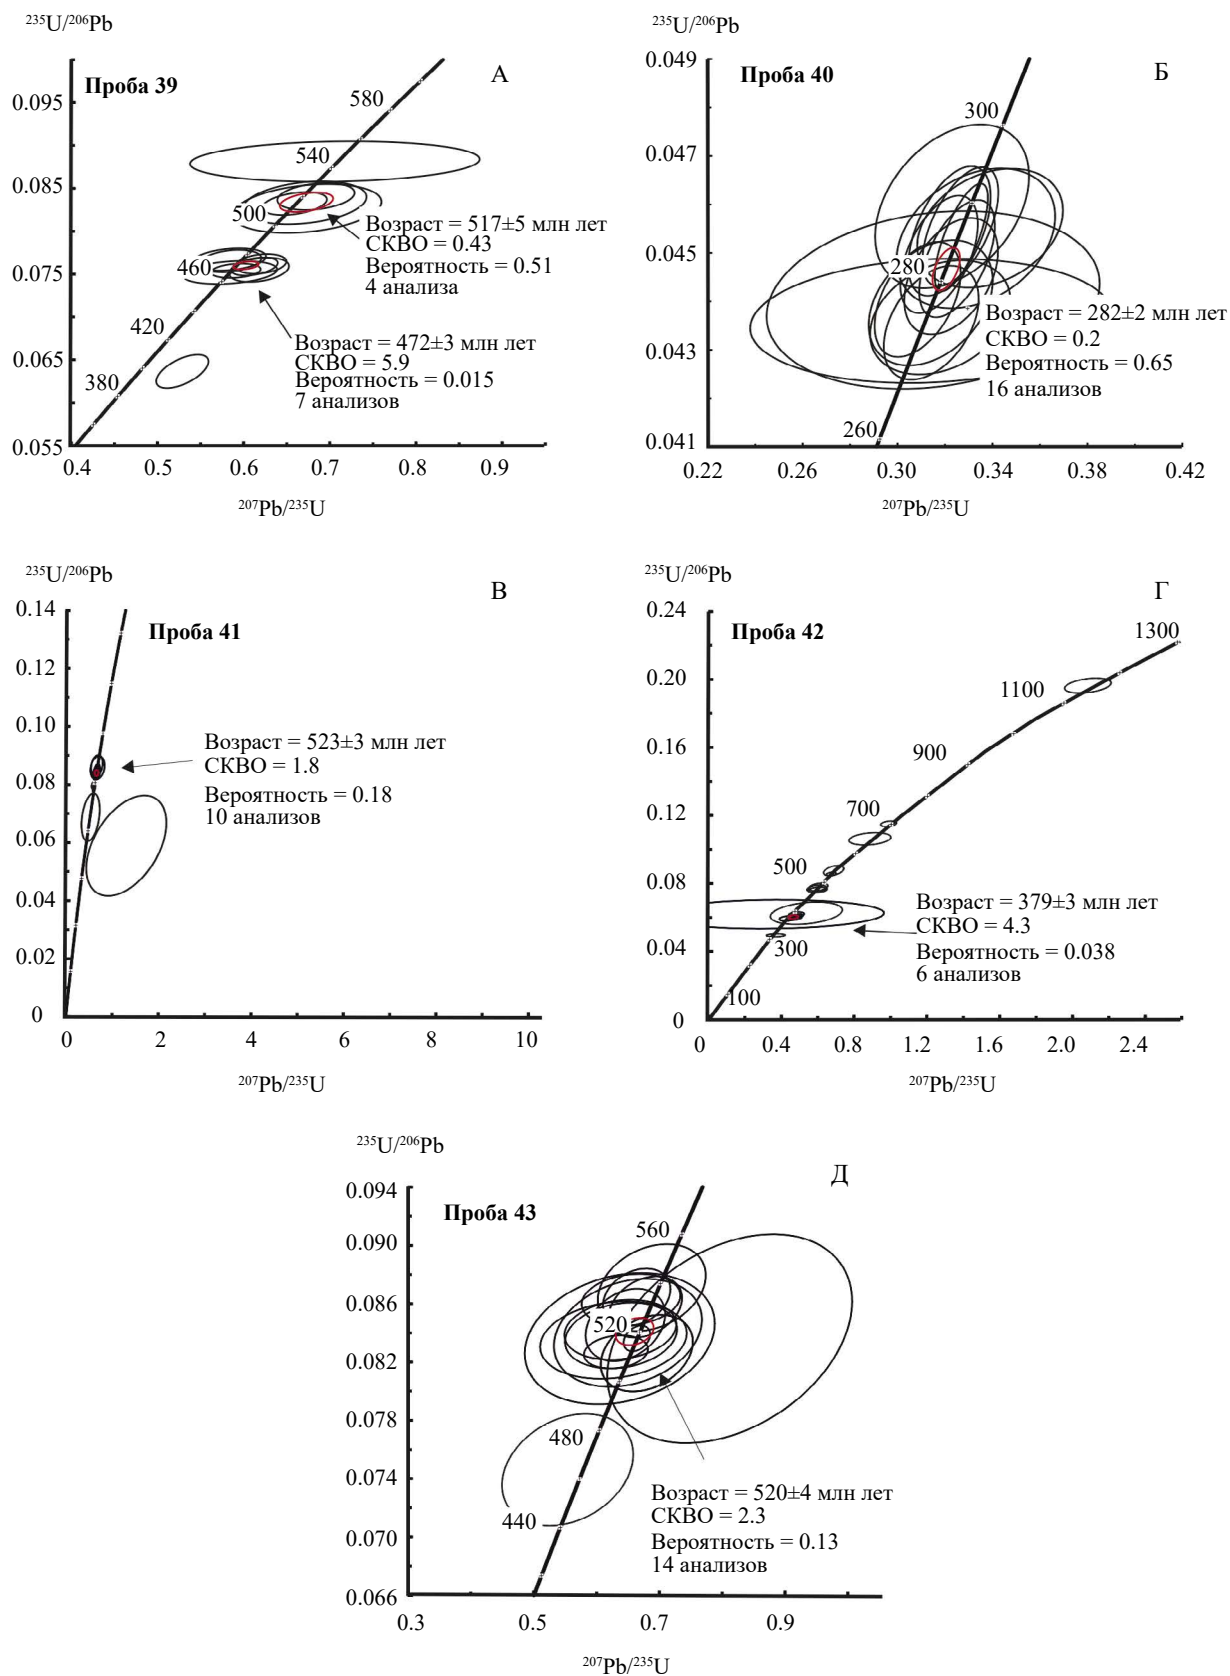 ²³⁵U/²⁰⁶Pb
А
Проба 39
0.095
0.085
0.075
0.065
0.055
580
540
500
460
420
380
Возраст = 517±5 млн лет
СКВО = 0.43
Вероятность = 0.51
4 анализа
Возраст = 472±3 млн лет
СКВО = 5.9
Вероятность = 0.015
7 анализов
0.4 0.5 0.6 0.7 0.8 0.9
²⁰⁷Pb/²³⁵U
²³⁵U/²⁰⁶Pb
Б
Проба 40
0.049
0.047
0.045
0.043
0.041
300
280
260
Возраст = 282±2 млн лет
СКВО = 0.2
Вероятность = 0.65
16 анализов
0.22 0.26 0.30 0.34 0.38 0.42
²⁰⁷Pb/²³⁵U
²³⁵U/²⁰⁶Pb
В
Проба 41
0.14
0.12
0.10
0.08
0.06
0.04
0.02
0
Возраст = 523±3 млн лет
СКВО = 1.8
Вероятность = 0.18
10 анализов
0 2 4 6 8 10
²⁰⁷Pb/²³⁵U
²³⁵U/²⁰⁶Pb
Г
Проба 42
0.24
0.20
0.16
0.12
0.08
0.04
0
1300
1100
900
700
500
300
100
Возраст = 379±3 млн лет
СКВО = 4.3
Вероятность = 0.038
6 анализов
0 0.4 0.8 1.2 1.6 2.0 2.4
²⁰⁷Pb/²³⁵U
²³⁵U/²⁰⁶Pb
Д
Проба 43
0.094
0.090
0.086
0.082
0.078
0.074
0.070
0.066
560
520
480
440
Возраст = 520±4 млн лет
СКВО = 2.3
Вероятность = 0.13
14 анализов
0.3 0.5 0.7 0.9
²⁰⁷Pb/²³⁵U